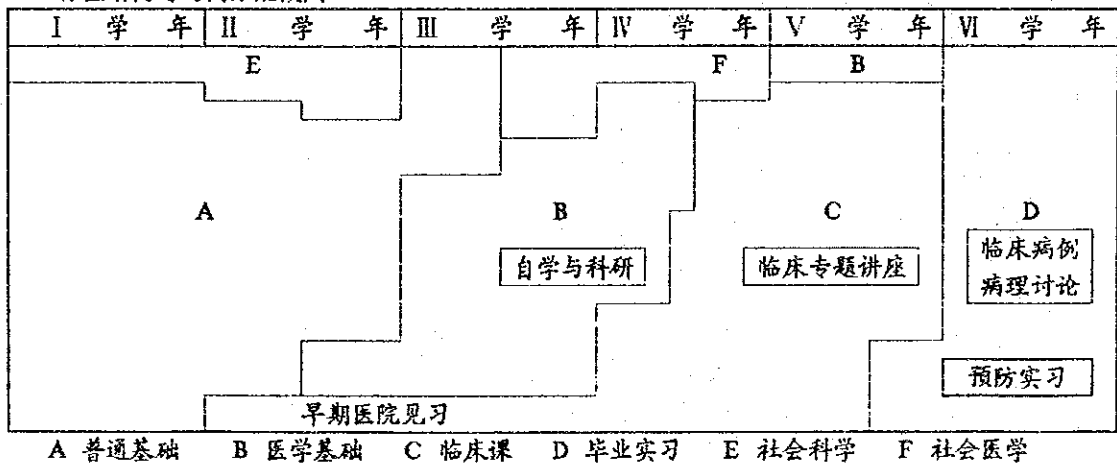 I 学 年 II 学 年 III 学 年 IV 学 年 V 学 年 VI 学 年
E F B
A B C D
自学与科研 临床专题讲座 临床病例
病理讨论
预防实习
早期医院见习
A 普通基础 B 医学基础 C 临床课 D 毕业实习 E 社会科学 F 社会医学